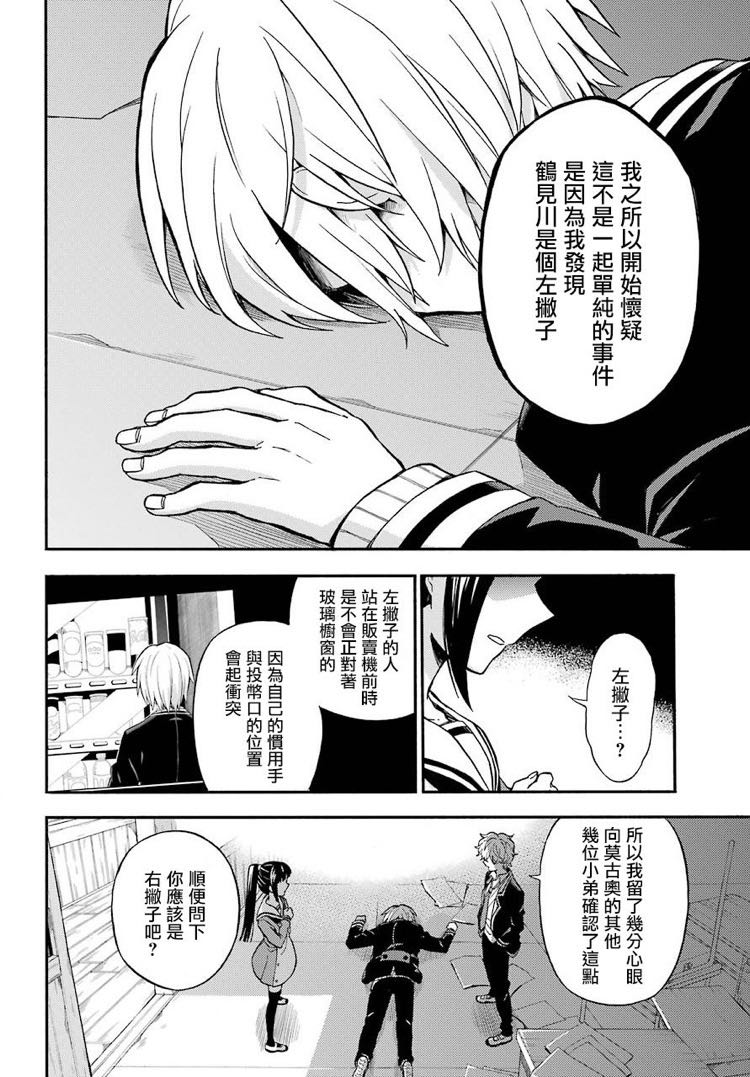 我之所以開始懷疑
這不是一起單純的事件
是因為我發現
鶴見川是個左撇子
左撇子…?
左撇子的人
站在販賣機前時
是不會正對著
玻璃櫥窗的
因為自己的慣用手
與投幣口的位置
會起衝突
所以我留了幾分心眼
向莫古奧的其他
幾位小弟確認了這點
順便問下
你應該是
右撇子吧?